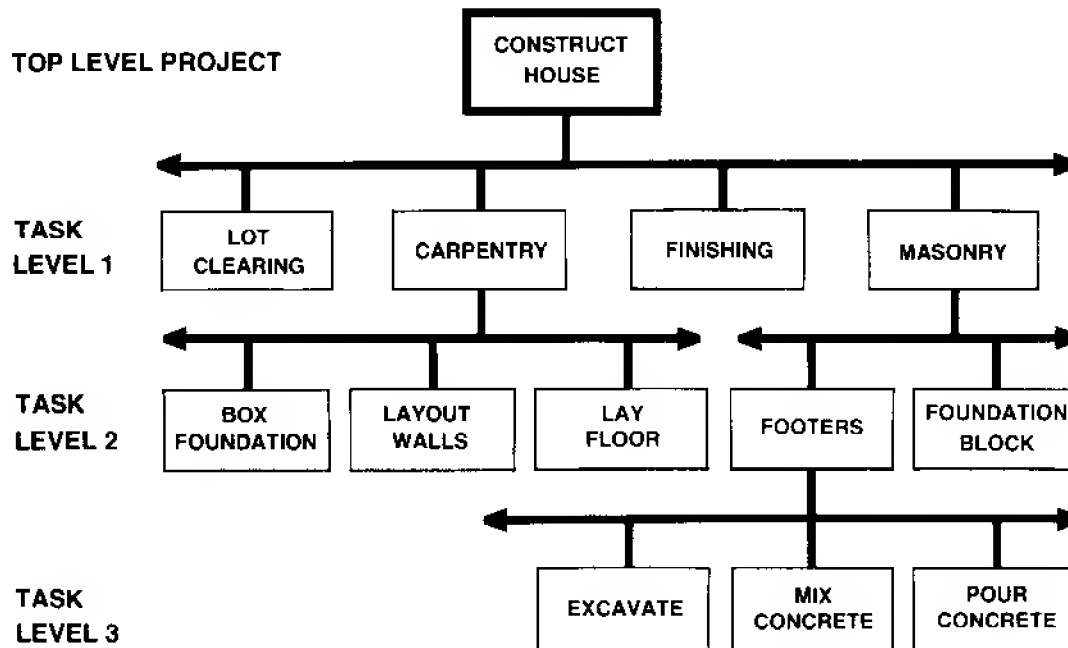 TOP LEVEL PROJECT
CONSTRUCT
HOUSE
TASK
LEVEL 1
LOT
CLEARING
CARPENTRY
FINISHING
MASONRY
TASK
LEVEL 2
BOX
FOUNDATION
LAYOUT
WALLS
LAY
FLOOR
FOOTERS
FOUNDATION
BLOCK
TASK
LEVEL 3
EXCAVATE
MIX
CONCRETE
POUR
CONCRETE